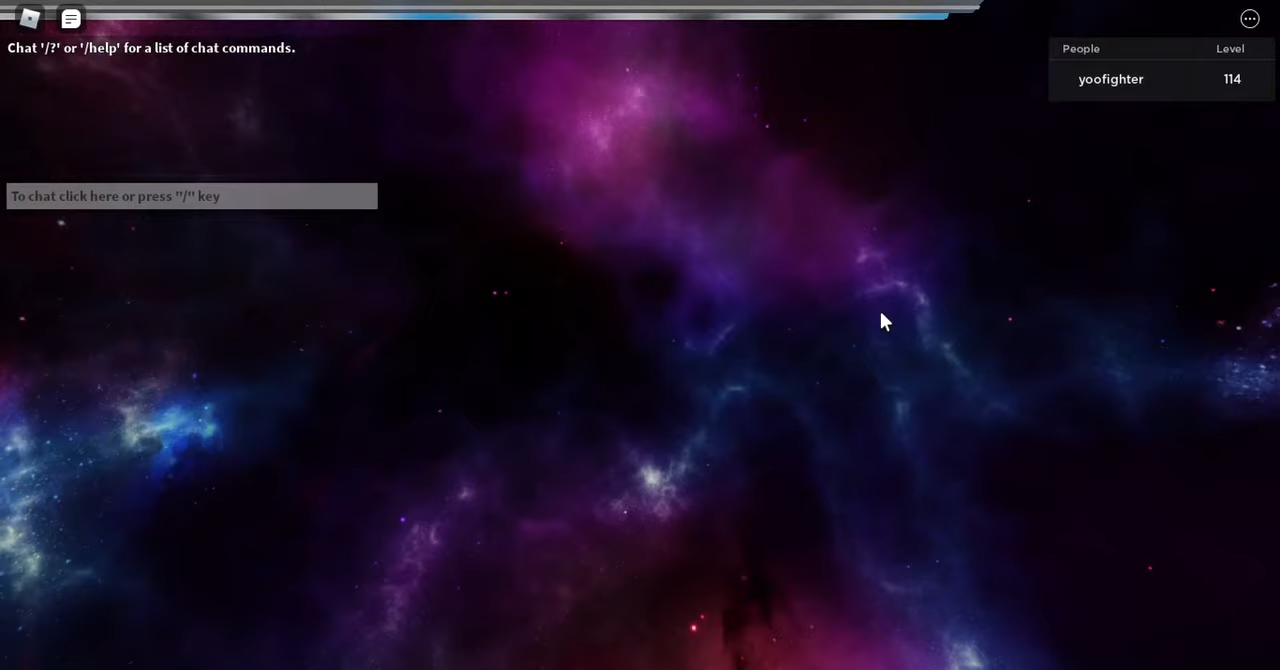 Chat '/?' or '/help' for a list of chat commands.
People Level
yoofighter 114
To chat click here or press "/" key